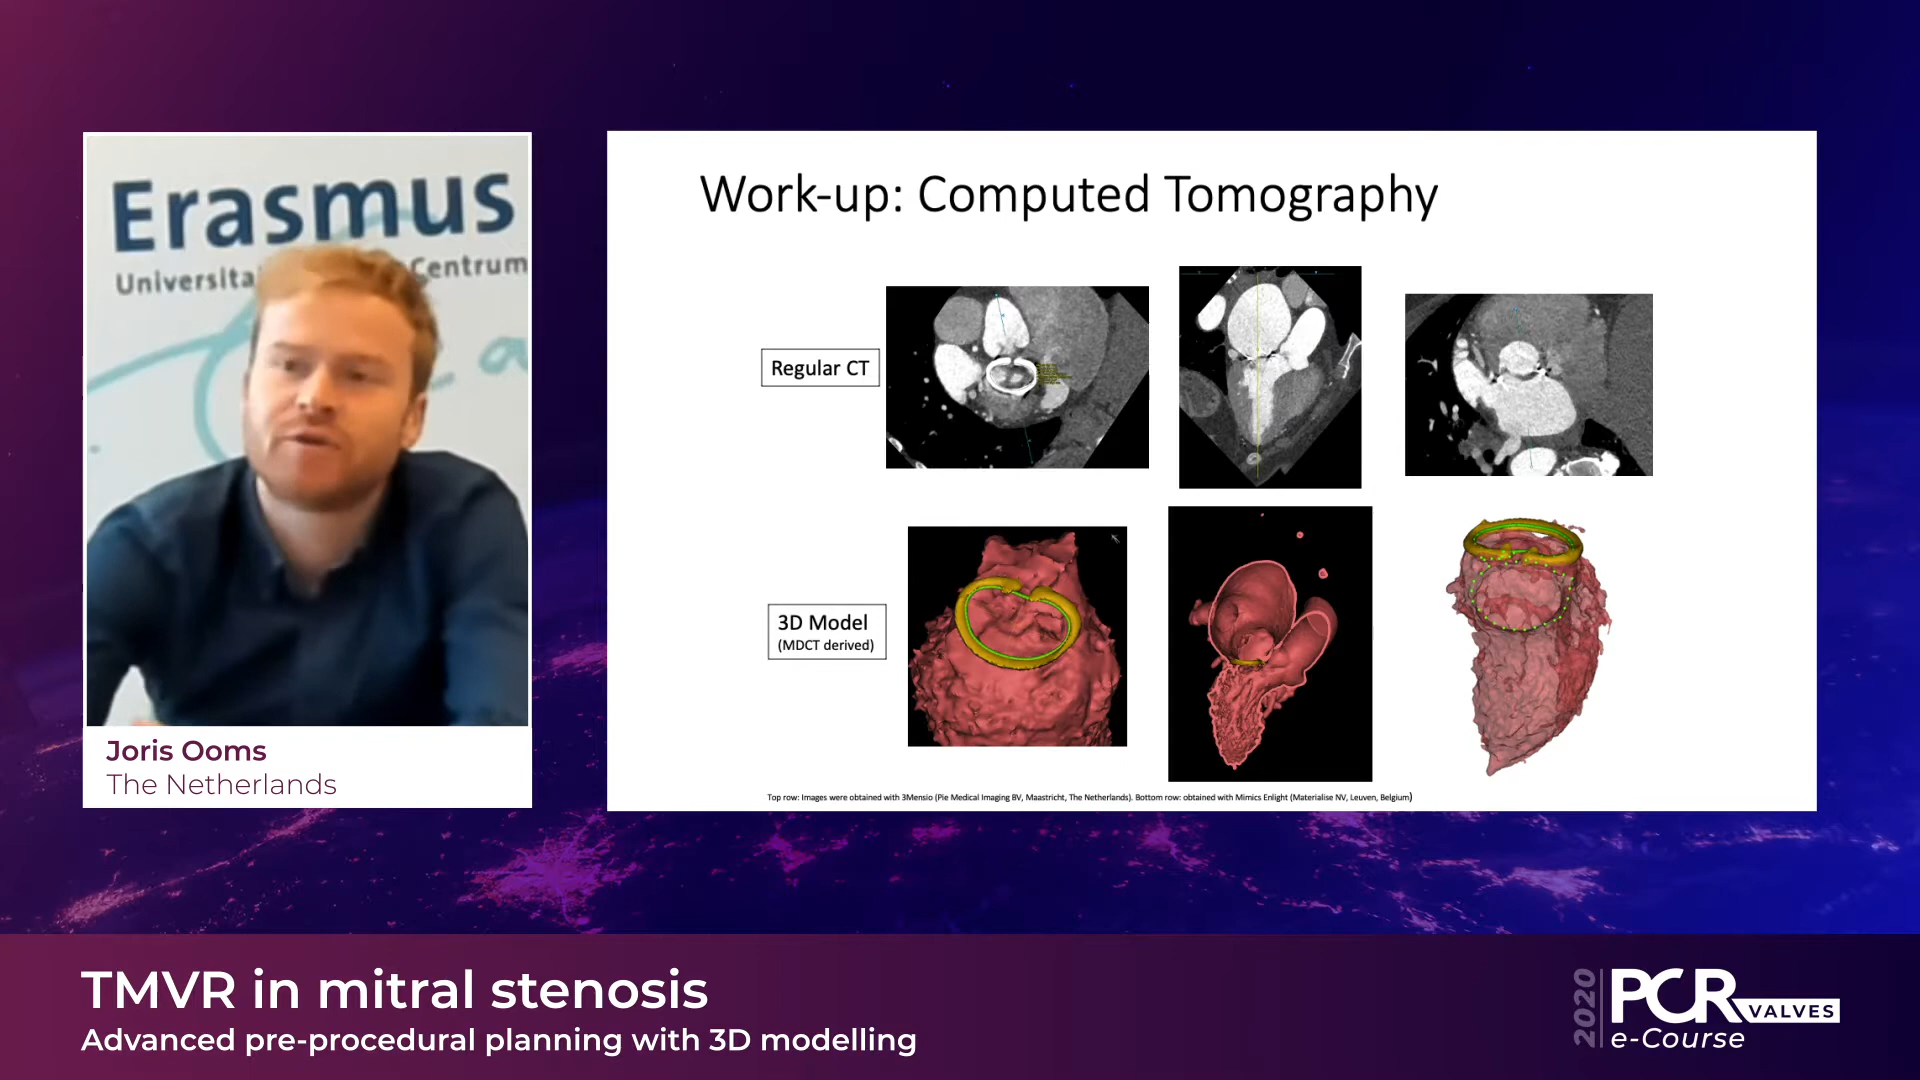 Erasmus
Universita Centrum
Joris Ooms
The Netherlands
Work-up: Computed Tomography
Regular CT
3D Model
(MDCT derived)
Top row: Images were obtained with 3Mensio (Pie Medical Imaging BV, Maastricht, The Netherlands). Bottom row: obtained with Mimics Enlight (Materialise NV, Leuven, Belgium)
TMVR in mitral stenosis
Advanced pre-procedural planning with 3D modelling
2020
PCR
VALVES
e-Course